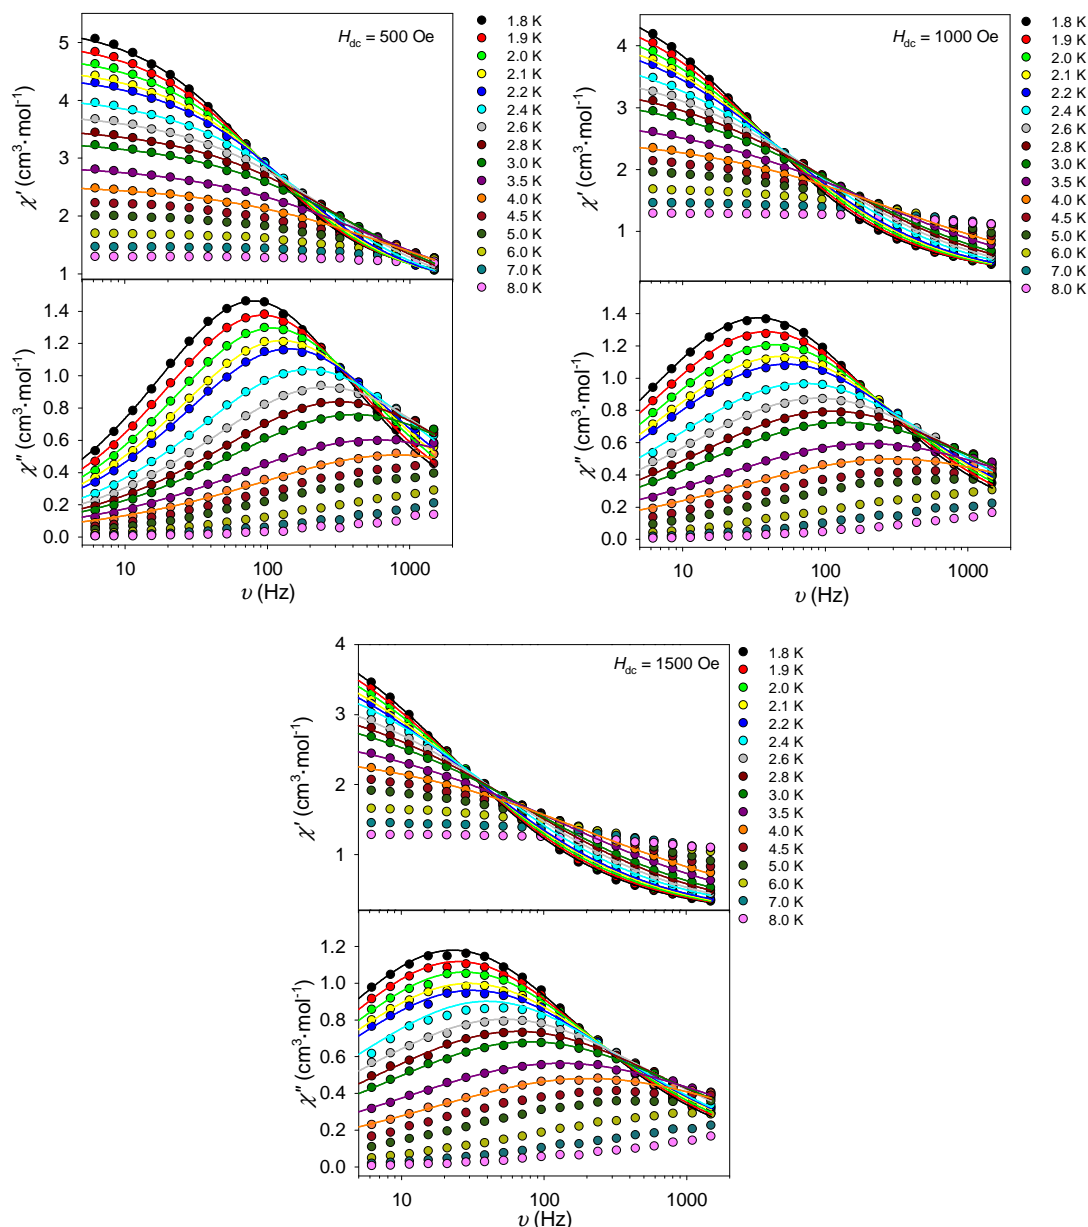 H_dc = 500 Oe
χ′ (cm³·mol⁻¹)
5
4
3
2
1
χ″ (cm³·mol⁻¹)
1.4
1.2
1.0
0.8
0.6
0.4
0.2
0.0
10
100
1000
υ (Hz)
1.8 K
1.9 K
2.0 K
2.1 K
2.2 K
2.4 K
2.6 K
2.8 K
3.0 K
3.5 K
4.0 K
4.5 K
5.0 K
6.0 K
7.0 K
8.0 K
H_dc = 1000 Oe
χ′ (cm³·mol⁻¹)
4
3
2
1
χ″ (cm³·mol⁻¹)
1.4
1.2
1.0
0.8
0.6
0.4
0.2
0.0
10
100
1000
υ (Hz)
1.8 K
1.9 K
2.0 K
2.1 K
2.2 K
2.4 K
2.6 K
2.8 K
3.0 K
3.5 K
4.0 K
4.5 K
5.0 K
6.0 K
7.0 K
8.0 K
H_dc = 1500 Oe
χ′ (cm³·mol⁻¹)
4
3
2
1
χ″ (cm³·mol⁻¹)
1.2
1.0
0.8
0.6
0.4
0.2
0.0
10
100
1000
υ (Hz)
1.8 K
1.9 K
2.0 K
2.1 K
2.2 K
2.4 K
2.6 K
2.8 K
3.0 K
3.5 K
4.0 K
4.5 K
5.0 K
6.0 K
7.0 K
8.0 K